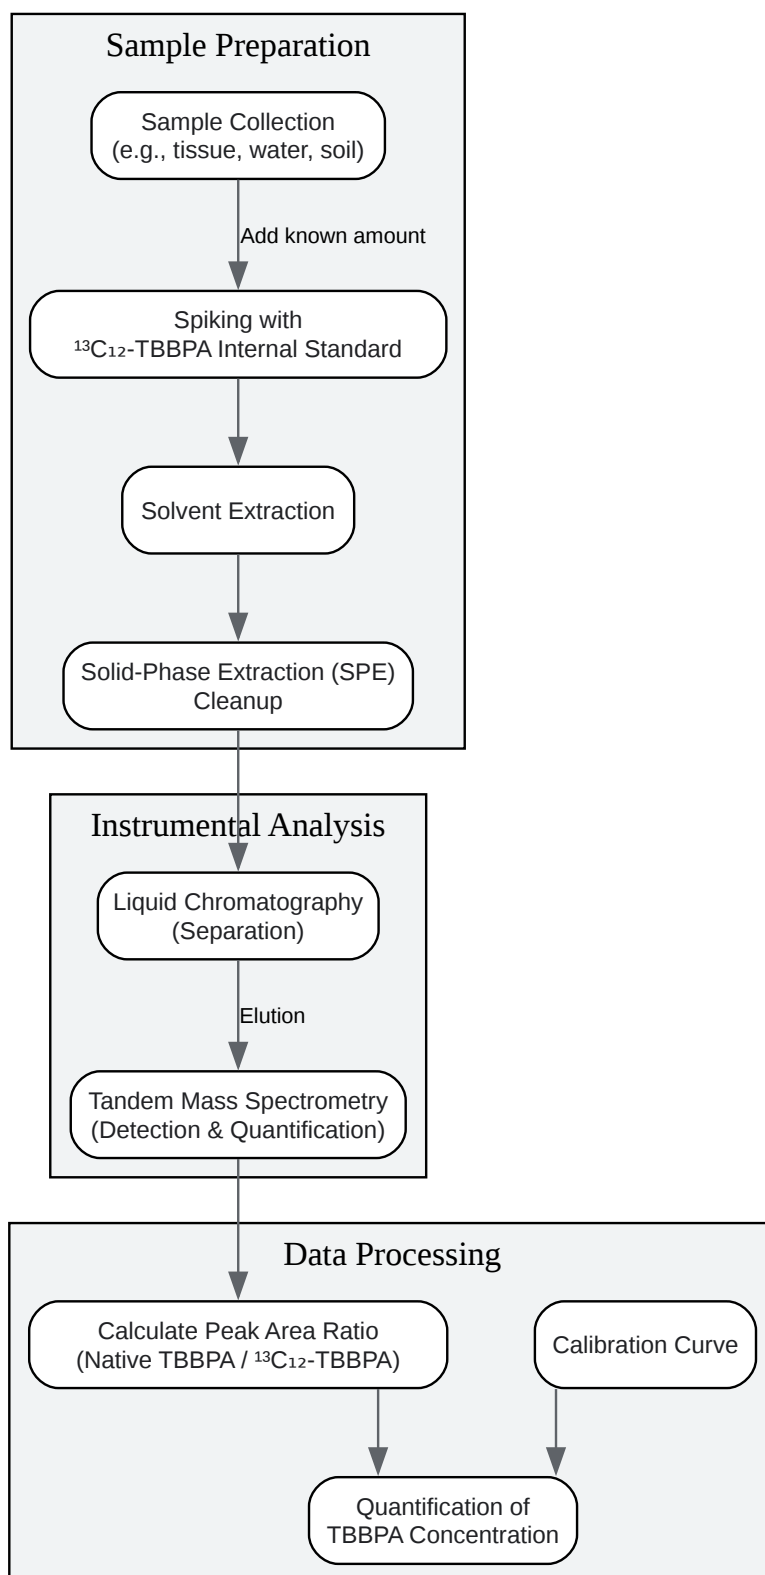 Sample Preparation
Sample Collection
(e.g., tissue, water, soil)
Add known amount
Spiking with
¹³C₁₂-TBBPA Internal Standard
Solvent Extraction
Solid-Phase Extraction (SPE)
Cleanup
Instrumental Analysis
Liquid Chromatography
(Separation)
Elution
Tandem Mass Spectrometry
(Detection & Quantification)
Data Processing
Calculate Peak Area Ratio
(Native TBBPA / ¹³C₁₂-TBBPA)
Calibration Curve
Quantification of
TBBPA Concentration